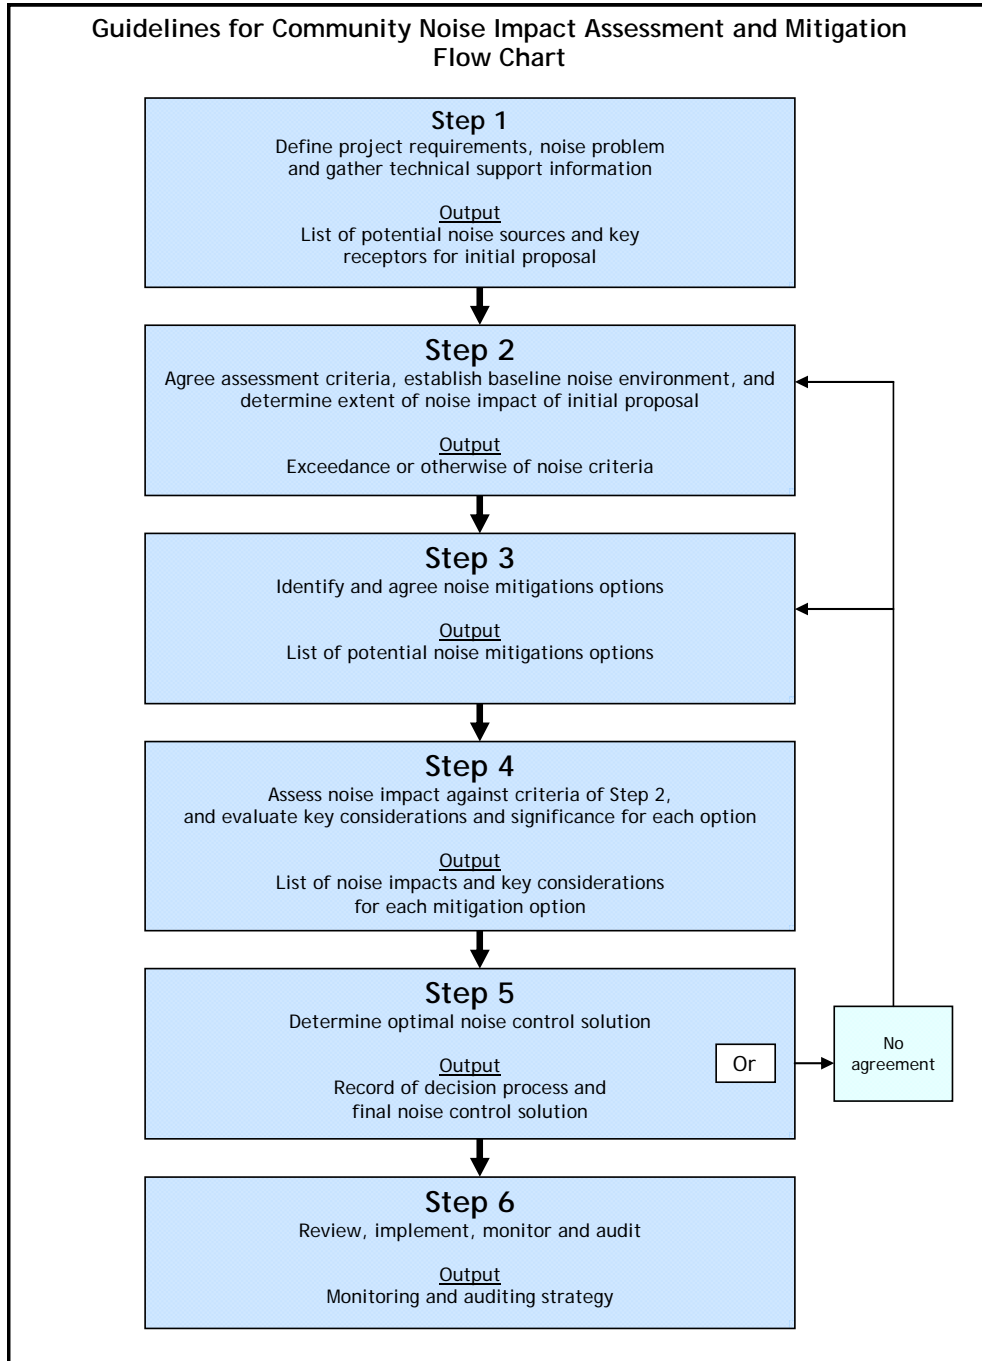 Guidelines for Community Noise Impact Assessment and Mitigation
Flow Chart
Step 1
Define project requirements, noise problem
and gather technical support information
Output
List of potential noise sources and key
receptors for initial proposal
Step 2
Agree assessment criteria, establish baseline noise environment, and
determine extent of noise impact of initial proposal
Output
Exceedance or otherwise of noise criteria
Step 3
Identify and agree noise mitigations options
Output
List of potential noise mitigations options
Step 4
Assess noise impact against criteria of Step 2,
and evaluate key considerations and significance for each option
Output
List of noise impacts and key considerations
for each mitigation option
Step 5
Determine optimal noise control solution
Output
Record of decision process and
final noise control solution
Or
No
agreement
Step 6
Review, implement, monitor and audit
Output
Monitoring and auditing strategy